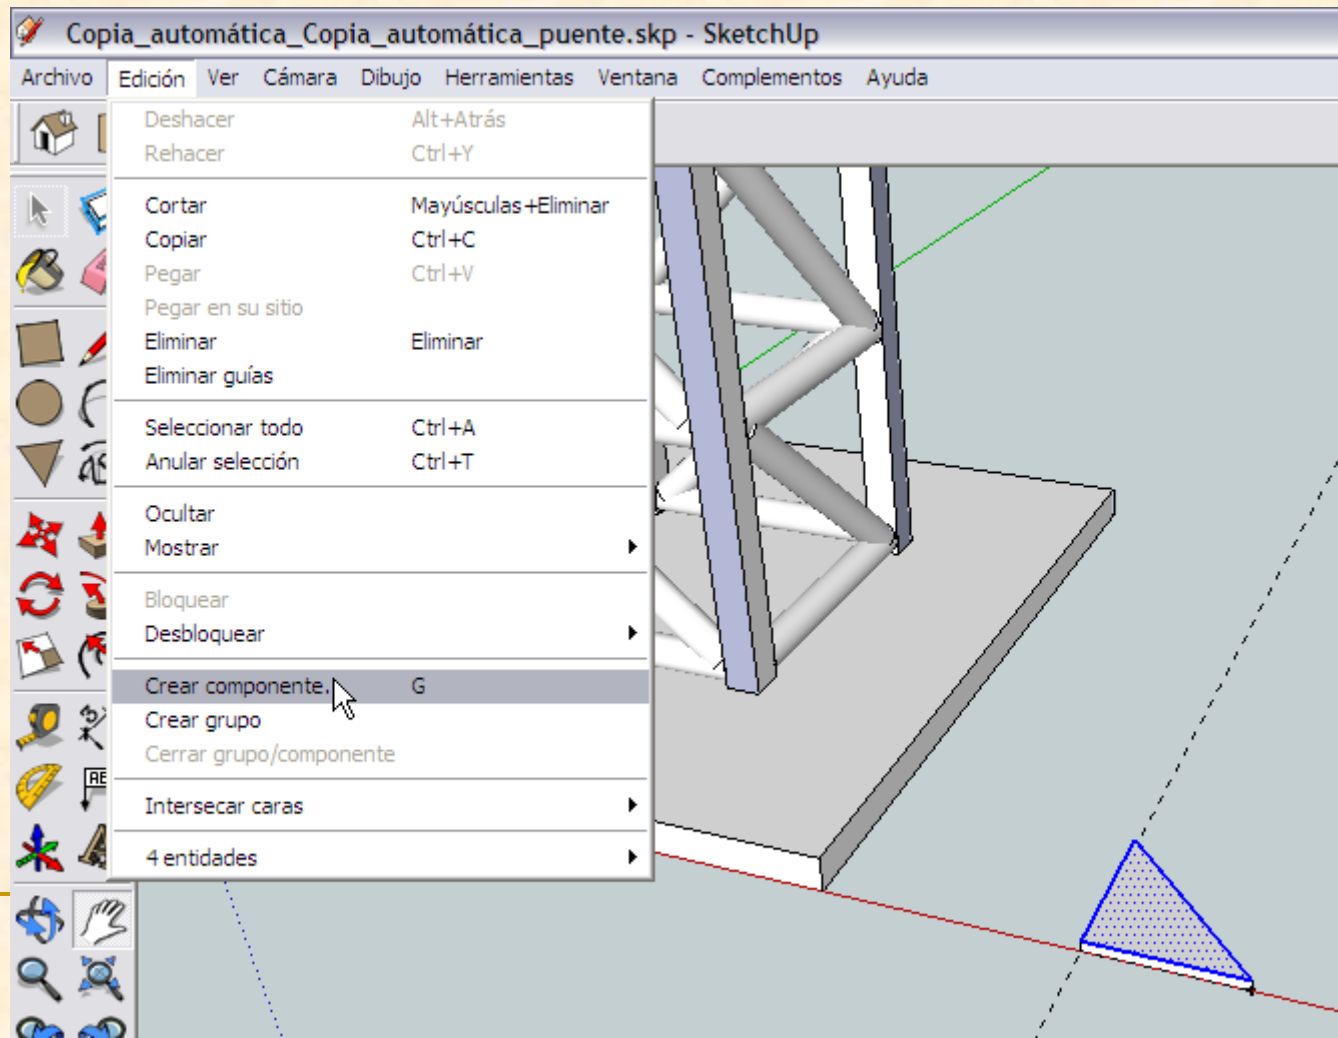 Copia_automática_Copia_automática_puente.skp - SketchUp
Archivo Edición Ver Cámara Dibujo Herramientas Ventana Complementos Ayuda
Deshacer Alt+Atrás
Rehacer Ctrl+Y
Cortar Mayúsculas+Eliminar
Copiar Ctrl+C
Pegar Ctrl+V
Pegar en su sitio
Eliminar Eliminar
Eliminar guías
Seleccionar todo Ctrl+A
Anular selección Ctrl+T
Ocultar
Mostrar
Bloquear
Desbloquear
Crear componente. G
Crear grupo
Cerrar grupo/componente
Intersecar caras
4 entidades